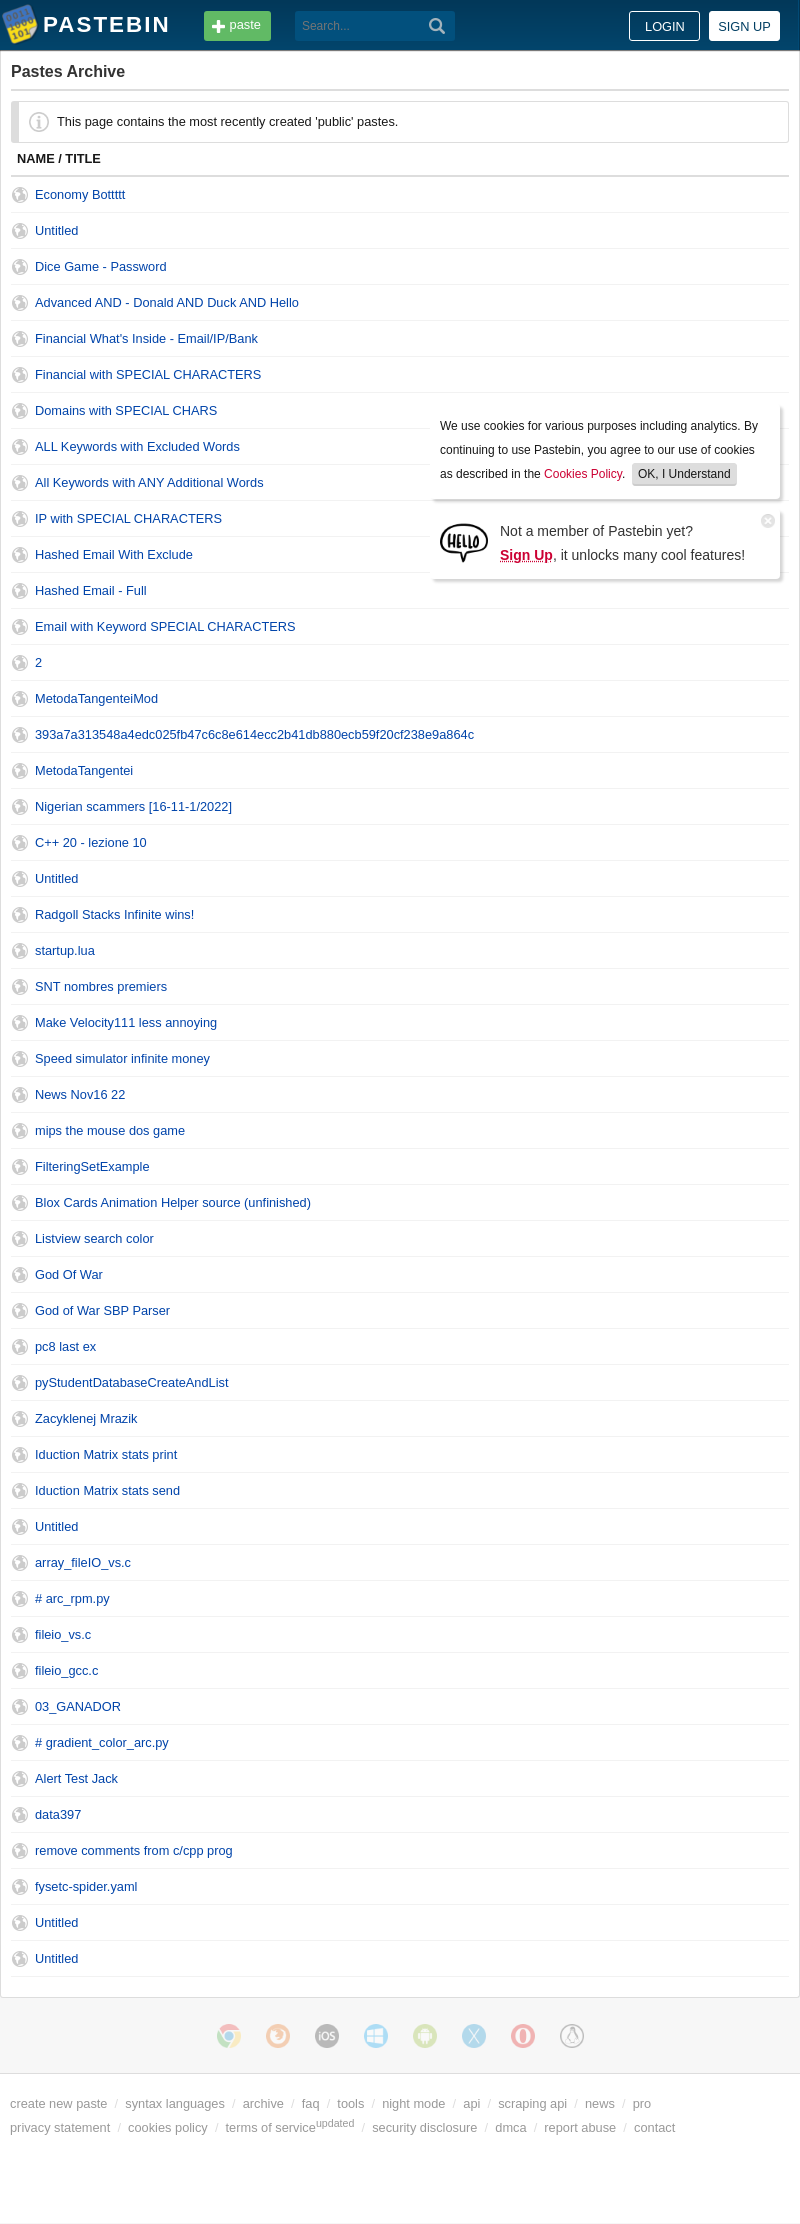 PASTEBIN
paste
Search...
LOGIN
SIGN UP
Pastes Archive
This page contains the most recently created 'public' pastes.
NAME / TITLE
Economy Bottttt
Untitled
Dice Game - Password
Advanced AND - Donald AND Duck AND Hello
Financial What's Inside - Email/IP/Bank
Financial with SPECIAL CHARACTERS
Domains with SPECIAL CHARS
ALL Keywords with Excluded Words
All Keywords with ANY Additional Words
IP with SPECIAL CHARACTERS
Hashed Email With Exclude
Hashed Email - Full
Email with Keyword SPECIAL CHARACTERS
2
MetodaTangenteiMod
393a7a313548a4edc025fb47c6c8e614ecc2b41db880ecb59f20cf238e9a864c
MetodaTangentei
Nigerian scammers [16-11-1/2022]
C++ 20 - lezione 10
Untitled
Radgoll Stacks Infinite wins!
startup.lua
SNT nombres premiers
Make Velocity111 less annoying
Speed simulator infinite money
News Nov16 22
mips the mouse dos game
FilteringSetExample
Blox Cards Animation Helper source (unfinished)
Listview search color
God Of War
God of War SBP Parser
pc8 last ex
pyStudentDatabaseCreateAndList
Zacyklenej Mrazik
Iduction Matrix stats print
Iduction Matrix stats send
Untitled
array_fileIO_vs.c
# arc_rpm.py
fileio_vs.c
fileio_gcc.c
03_GANADOR
# gradient_color_arc.py
Alert Test Jack
data397
remove comments from c/cpp prog
fysetc-spider.yaml
Untitled
Untitled
We use cookies for various purposes including analytics. By
continuing to use Pastebin, you agree to our use of cookies
as described in the Cookies Policy. OK, I Understand
HELLO
Not a member of Pastebin yet?
Sign Up, it unlocks many cool features!
iOS
create new paste / syntax languages / archive / faq / tools / night mode / api / scraping api / news / pro
privacy statement / cookies policy / terms of service updated / security disclosure / dmca / report abuse / contact